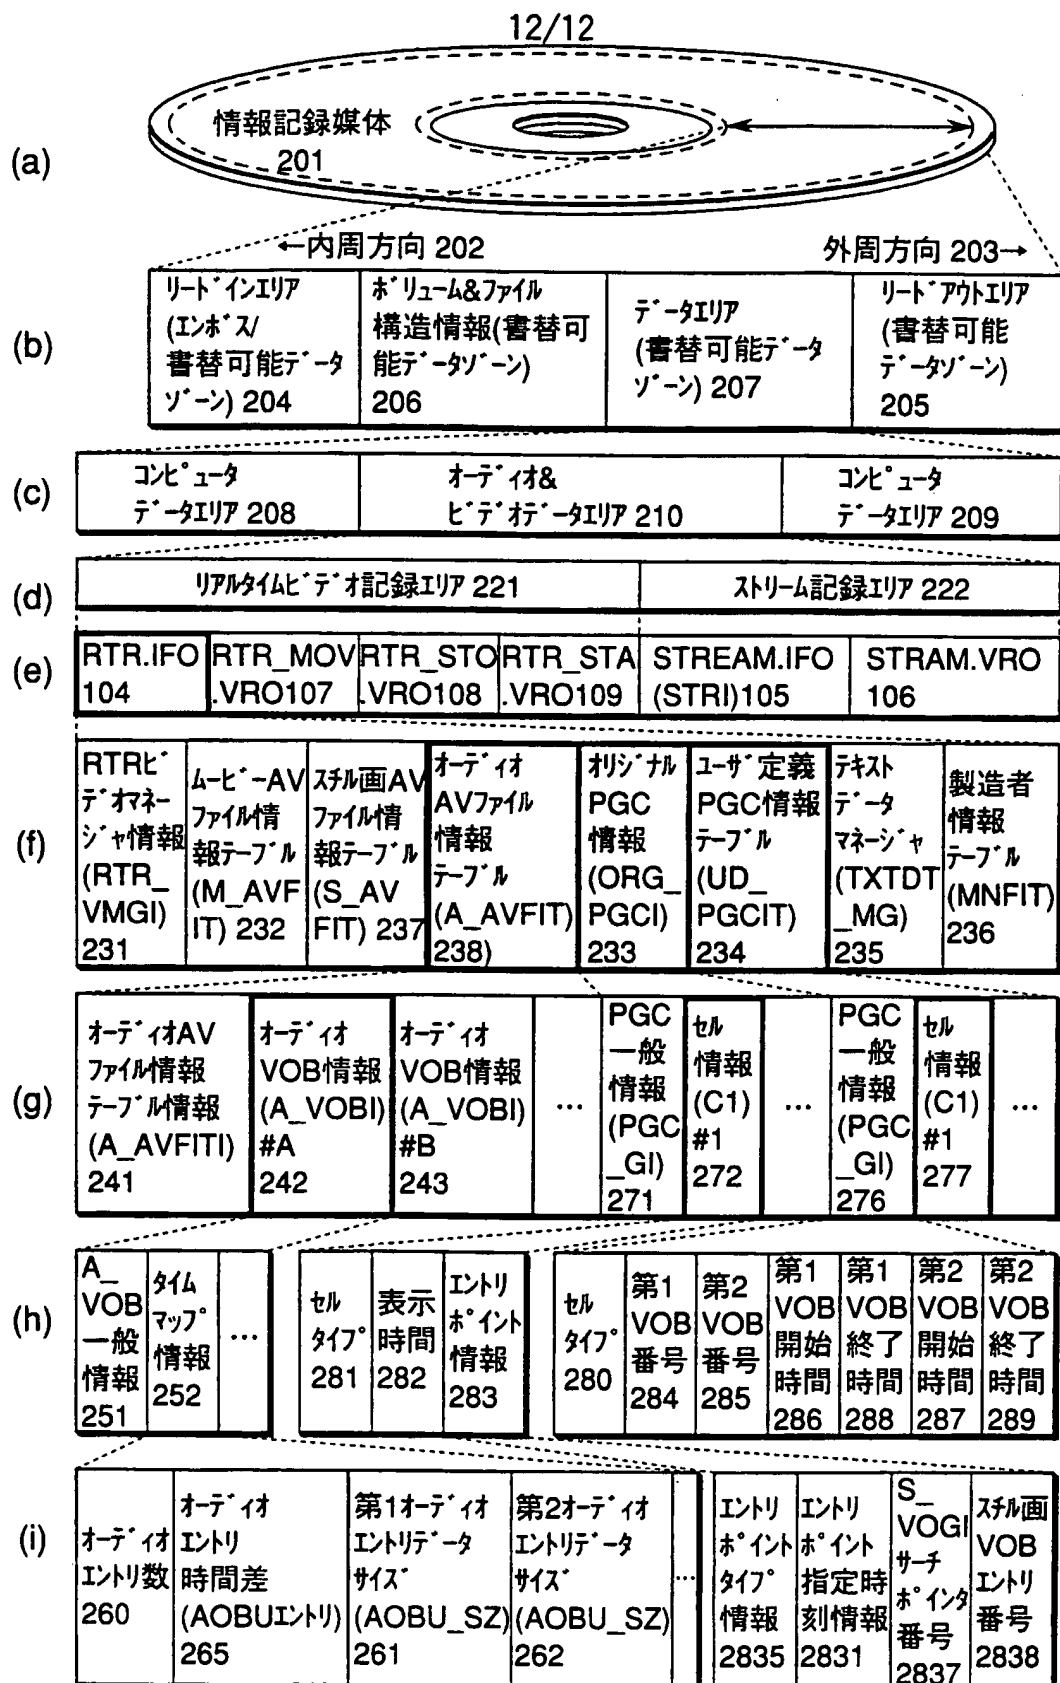 12/12
(a)
情報記録媒体
201
←内周方向 202
外周方向 203→
(b)
リードインエリア
(エンボス/
書替可能データ
ゾーン) 204
ボリューム&ファイル
構造情報(書替可
能データゾーン)
206
データエリア
(書替可能データ
ゾーン) 207
リードアウトエリア
(書替可能
データゾーン)
205
(c)
コンピュータ
データエリア 208
オーディオ&
ビデオデータエリア 210
コンピュータ
データエリア 209
(d)
リアルタイムビデオ記録エリア 221
ストリーム記録エリア 222
(e)
RTR.IFO
104
RTR_MOV
.VRO107
RTR_STO
.VRO108
RTR_STA
.VRO109
STREAM.IFO
(STRI)105
STRAM.VRO
106
(f)
RTRビ
デオマネー
ジャ情報
(RTR_
VMGI)
231
ムービーAV
ファイル情
報テーブル
(M_AVF
IT) 232
スチル画AV
ファイル情
報テーブル
(S_AV
FIT) 237
オーディオ
AVファイル
情報
テーブル
(A_AVFIT)
238)
オリジナル
PGC
情報
(ORG_
PGCI)
233
ユーザ定義
PGC情報
テーブル
(UD_
PGCIT)
234
テキスト
データ
マネージャ
(TXTDT
_MG)
235
製造者
情報
テーブル
(MNFIT)
236
(g)
オーディオAV
ファイル情報
テーブル情報
(A_AVFITI)
241
オーディオ
VOB情報
(A_VOBI)
#A
242
オーディオ
VOB情報
(A_VOBI)
#B
243
…
PGC
一般
情報
(PGC
_GI)
271
セル
情報
(C1)
#1
272
…
PGC
一般
情報
(PGC
_GI)
276
セル
情報
(C1)
#1
277
…
(h)
A_
VOB
一般
情報
251
タイム
マップ
情報
252
…
セル
タイプ
281
表示
時間
282
エントリ
ポイント
情報
283
セル
タイプ
280
第1
VOB
番号
284
第2
VOB
番号
285
第1
VOB
開始
時間
286
第1
VOB
終了
時間
288
第2
VOB
開始
時間
287
第2
VOB
終了
時間
289
(i)
オーディオ
エントリ数
260
オーディオ
エントリ
時間差
(AOBUエントリ)
265
第1オーディオ
エントリデータ
サイズ
(AOBU_SZ)
261
第2オーディオ
エントリデータ
サイズ
(AOBU_SZ)
262
…
エントリ
ポイント
タイプ
情報
2835
エントリ
ポイント
指定時
刻情報
2831
S_
VOGI
サーチ
ポインタ
番号
2837
スチル画
VOB
エントリ
番号
2838